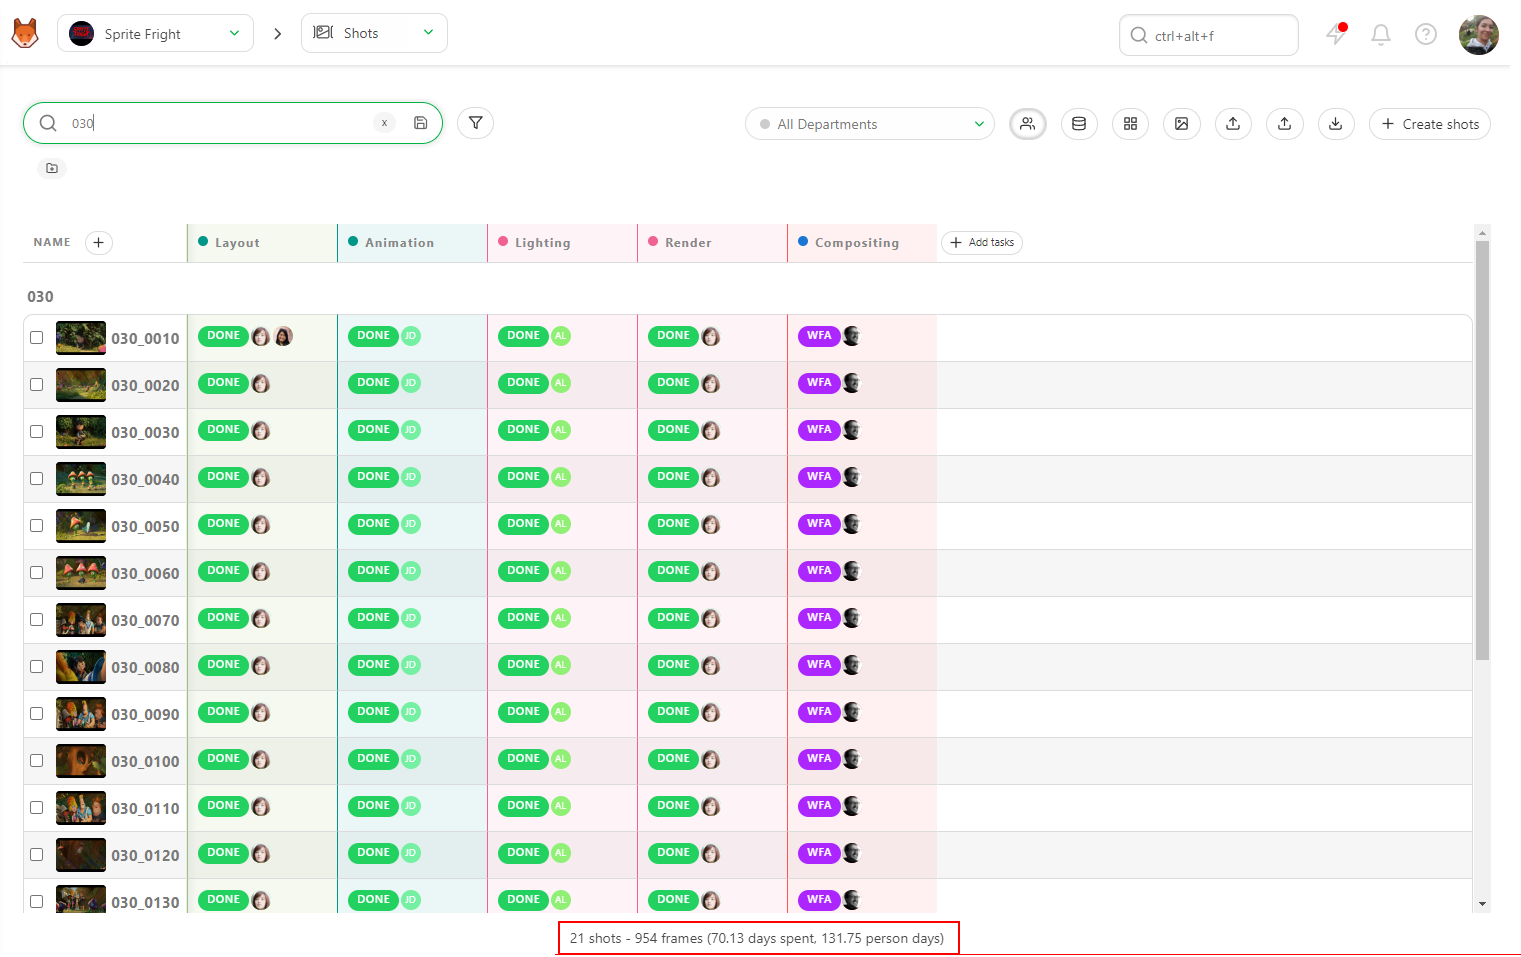 Sprite Fright
Shots
ctrl+alt+f
030
x
All Departments
Create shots
NAME
Layout
Animation
Lighting
Render
Compositing
Add tasks
030
030_0010 DONE DONE JD DONE AL DONE WFA
030_0020 DONE DONE JD DONE AL DONE WFA
030_0030 DONE DONE JD DONE AL DONE WFA
030_0040 DONE DONE JD DONE AL DONE WFA
030_0050 DONE DONE JD DONE AL DONE WFA
030_0060 DONE DONE JD DONE AL DONE WFA
030_0070 DONE DONE JD DONE AL DONE WFA
030_0080 DONE DONE JD DONE AL DONE WFA
030_0090 DONE DONE JD DONE AL DONE WFA
030_0100 DONE DONE JD DONE AL DONE WFA
030_0110 DONE DONE JD DONE AL DONE WFA
030_0120 DONE DONE JD DONE AL DONE WFA
030_0130 DONE DONE JD DONE AL DONE WFA
21 shots - 954 frames (70.13 days spent, 131.75 person days)